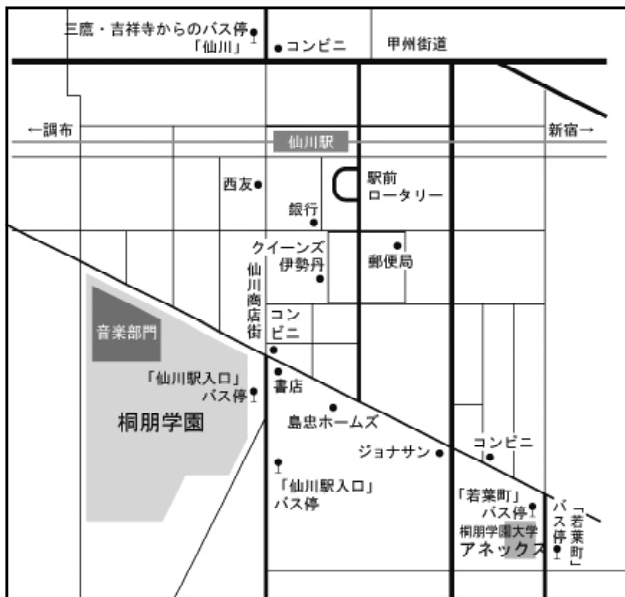 三鷹・吉祥寺からのバス停
「仙川」
コンビニ
甲州街道
←調布
仙川駅
新宿→
西友
駅前
ロータリー
銀行
クイーンズ
伊勢丹
郵便局
仙川商店街
コン
ビニ
音楽部門
「仙川駅入口」
バス停
書店
桐朋学園
島忠ホームズ
ジョナサン
コンビニ
「仙川駅入口」
バス停
「若葉町」
バス停
桐朋学園大学
アネックス
「若葉町」
バス停